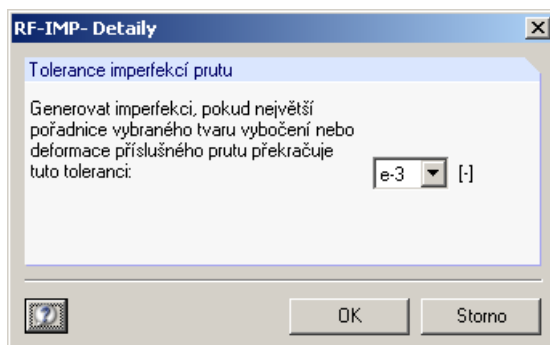 RF-IMP- Detaily
Tolerance imperfekcí prutu
Generovat imperfekci, pokud největší
pořadnice vybraného tvaru vybočení nebo
deformace příslušného prutu překračuje
tuto toleranci:
e-3 [-]
OK Storno